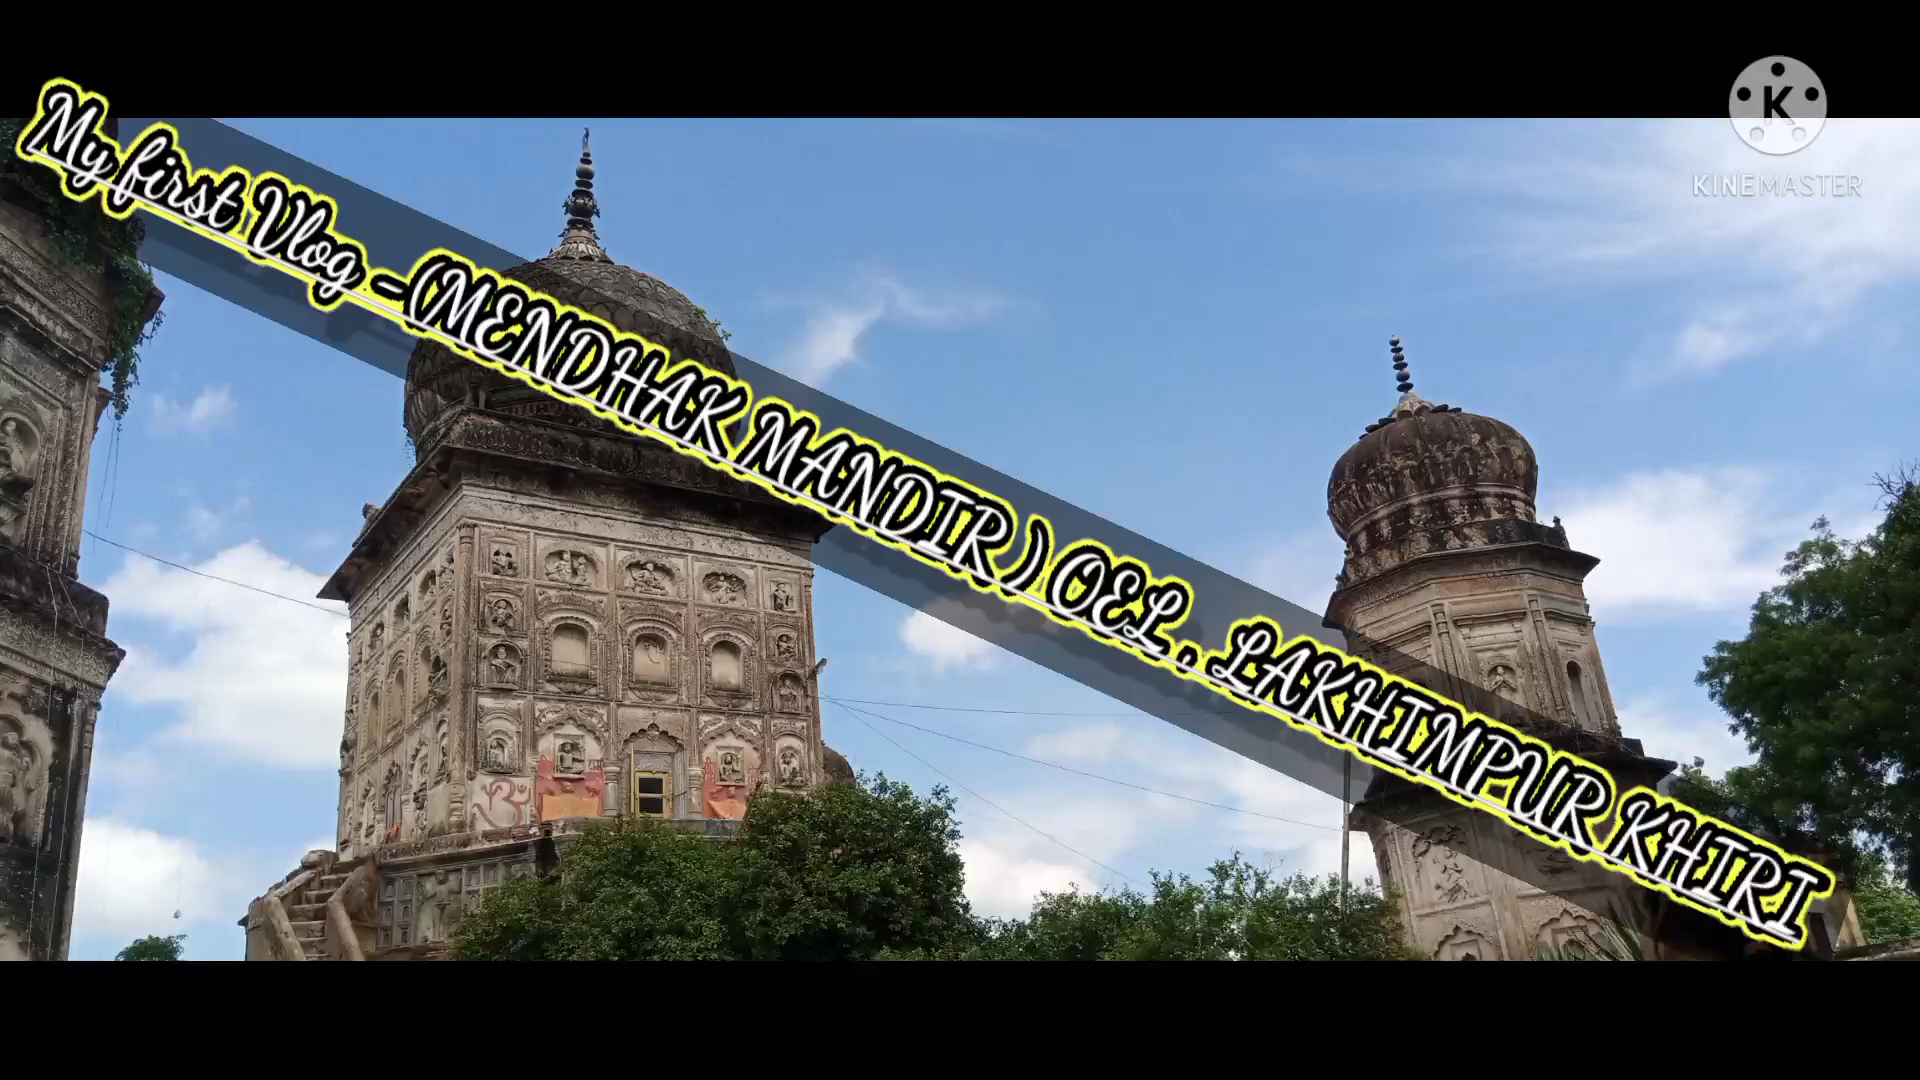 My first Vlog -(MENDHAK MANDIR) OEL, LAKHIMPUR KHIRI
K
KINEMASTER
ॐ